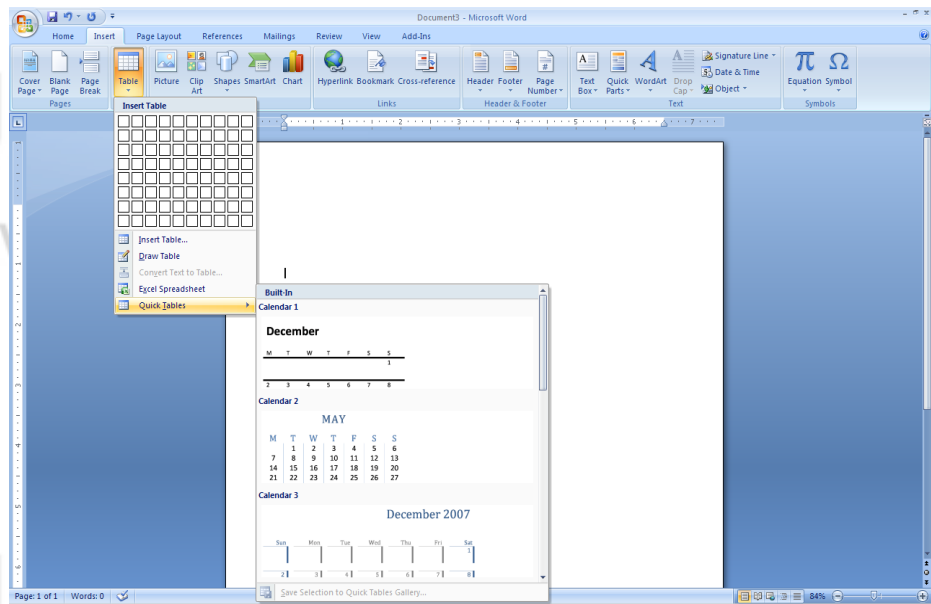 Document3 - Microsoft Word
Home Insert Page Layout References Mailings Review View Add-Ins
Cover Page Blank Page Page Break Table Picture Clip Art Shapes SmartArt Chart Hyperlink Bookmark Cross-reference Header Footer Page Number Text Box Quick Parts WordArt Drop Cap Signature Line Date & Time Object Equation Symbol
Pages Links Header & Footer Text Symbols
Insert Table
1 2 3 4 5 6 7
Insert Table...
Draw Table
Convert Text to Table...
Excel Spreadsheet
Quick Tables
Built-In
Calendar 1
December
M T W T F S S
1
2 3 4 5 6 7 8
Calendar 2
MAY
M T W T F S S
1 2 3 4 5 6
7 8 9 10 11 12 13
14 15 16 17 18 19 20
21 22 23 24 25 26 27
Calendar 3
December 2007
Sun Mon Tue Wed Thu Fri Sat
1
2 3 4 5 6 7 8
Save Selection to Quick Tables Gallery...
Page: 1 of 1 Words: 0 84%